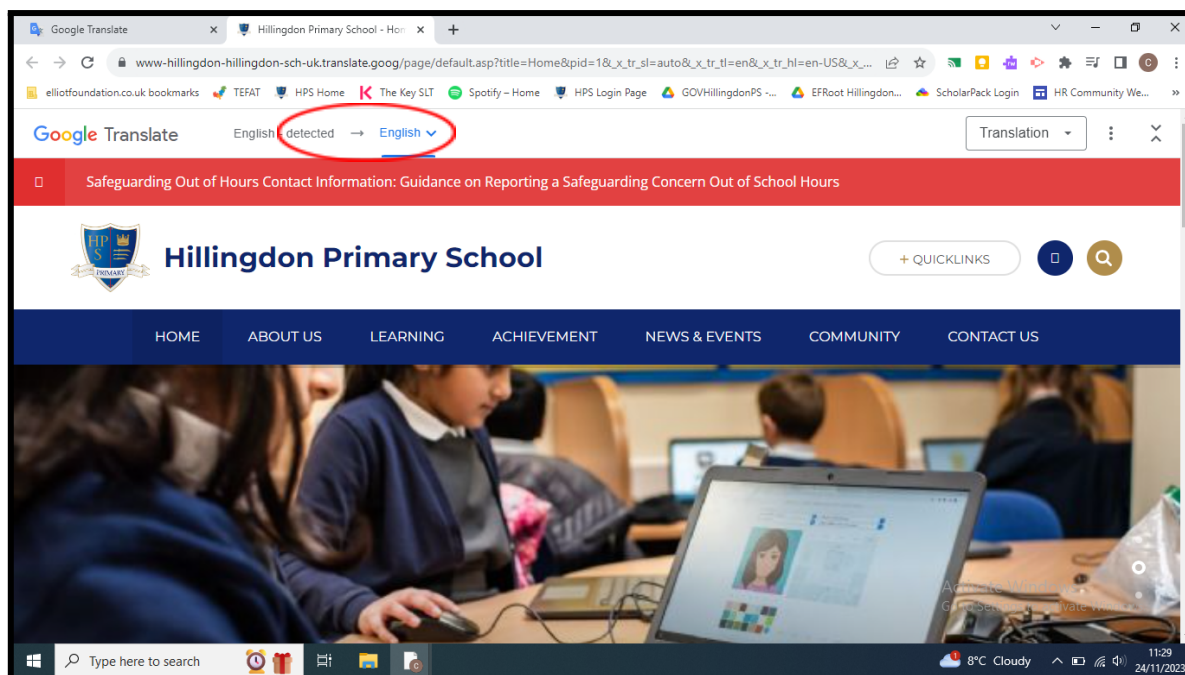 Google Translate
Hillingdon Primary School - Hon
www-hillingdon-hillingdon-sch-uk.translate.goog/page/default.asp?title=Home&pid=1&_x_tr_sl=auto&_x_tr_tl=en&_x_tr_hl=en-US&_x_...
C
elliotfoundation.co.uk bookmarks TEFAT HPS Home The Key SLT Spotify – Home HPS Login Page GOVHillingdonPS -... EFRoot Hillingdon... ScholarPack Login HR Community We... »
Google Translate English - detected → English Translation
Safeguarding Out of Hours Contact Information: Guidance on Reporting a Safeguarding Concern Out of School Hours
HP
S
PRIMARY
Hillingdon Primary School
+ QUICKLINKS
HOME ABOUT US LEARNING ACHIEVEMENT NEWS & EVENTS COMMUNITY CONTACT US
Activate Windows
Type here to search
8°C Cloudy
11:29
24/11/2023